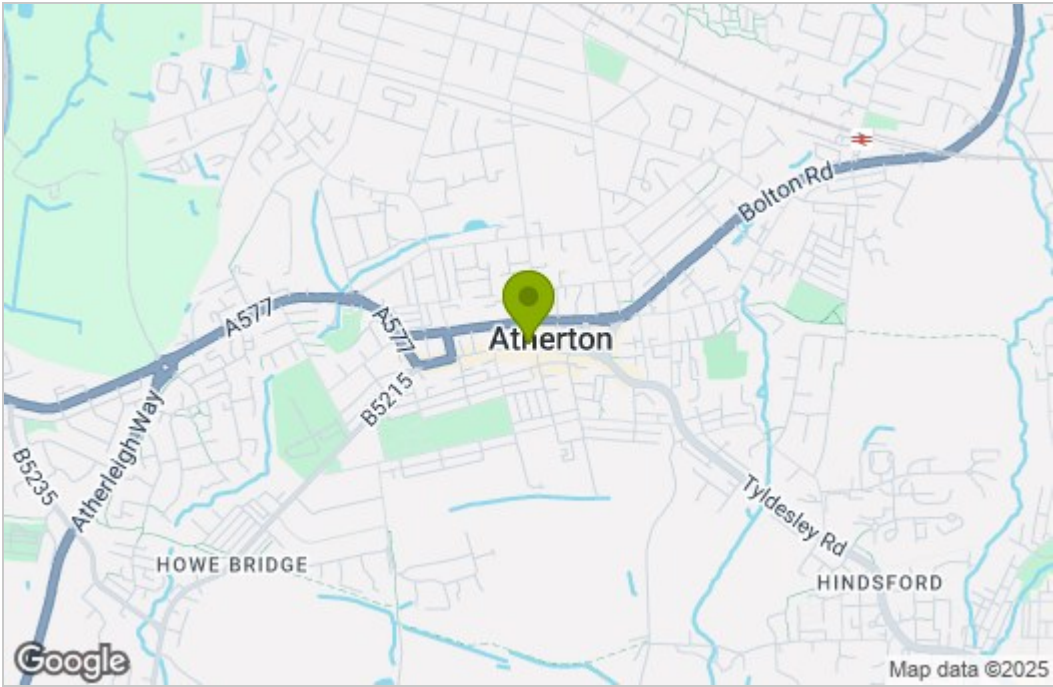 Bolton Rd
A577
A577
Atherton
B5215
Atherleigh Way
B5235
Tyldesley Rd
HOWE BRIDGE
HINDSFORD
Google
Map data ©2025